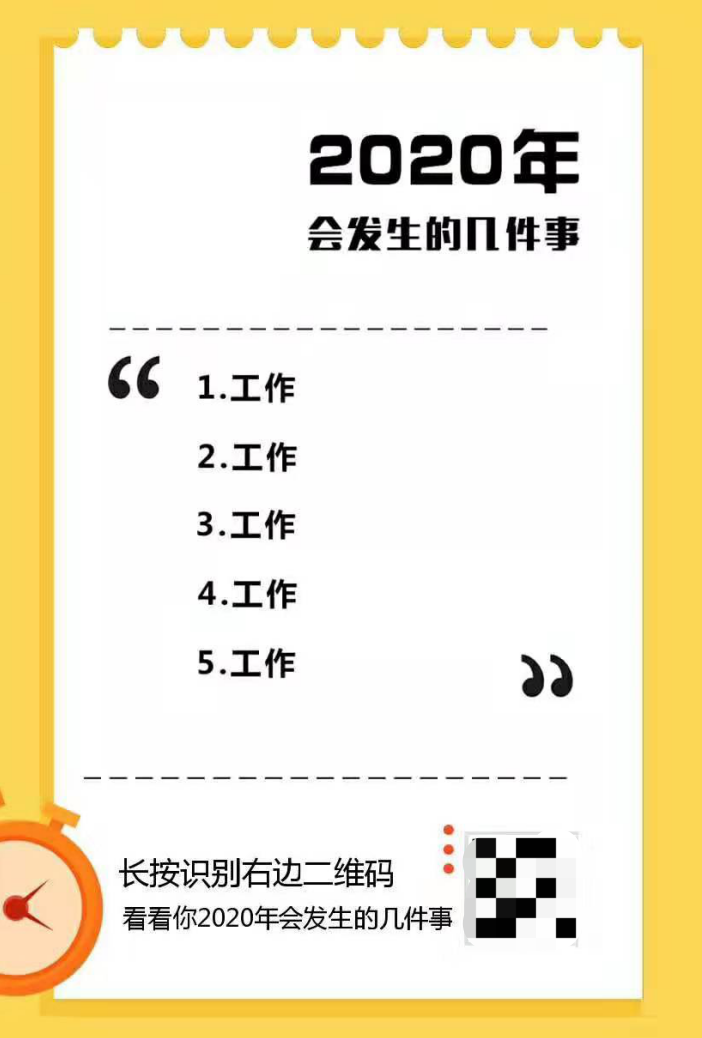 2020年
会发生的几件事
“
1.工作
2.工作
3.工作
4.工作
5.工作
”
长按识别右边二维码
看看你2020年会发生的几件事